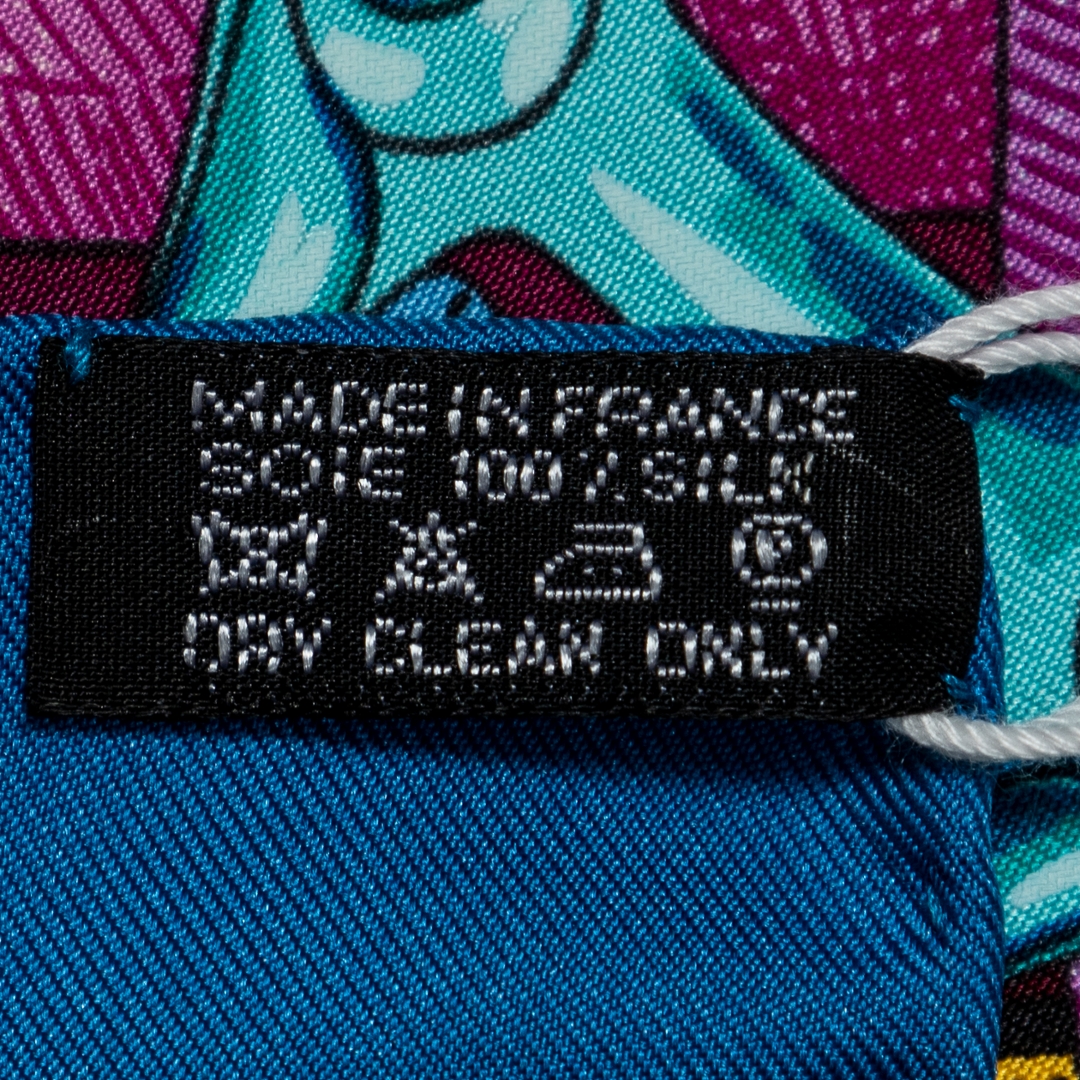 MADE IN FRANCE
SOIE 100% SILK
P
DRY CLEAN ONLY